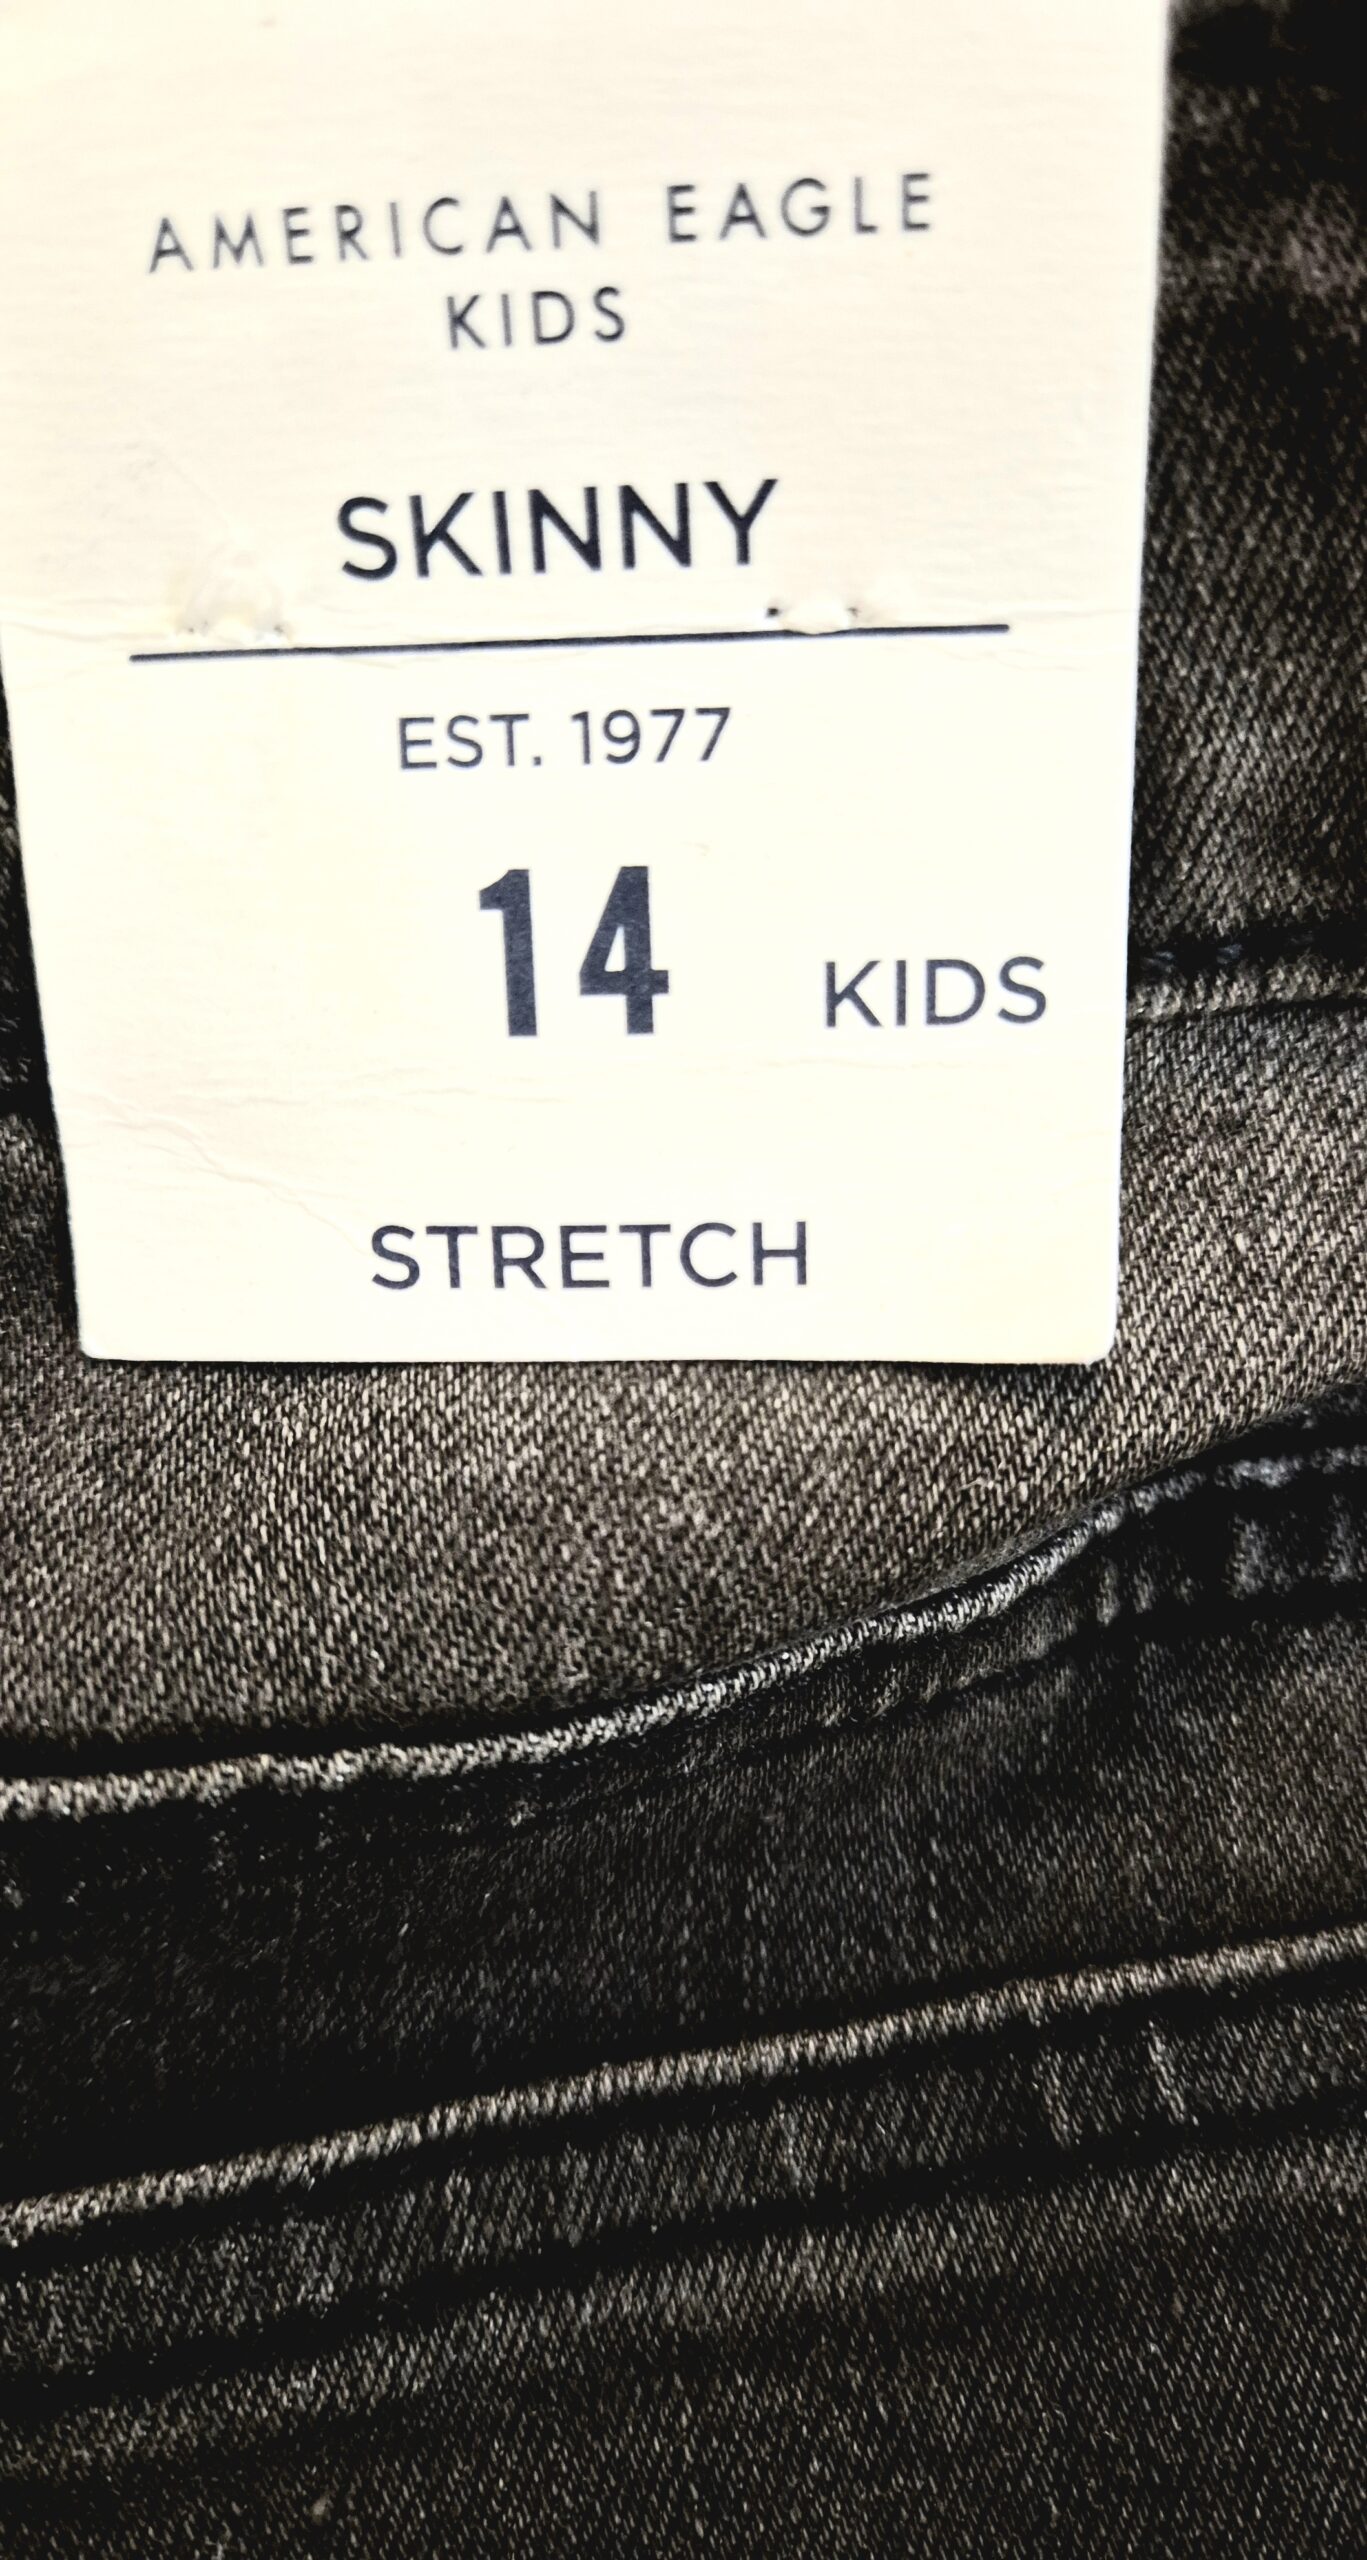 AMERICAN EAGLE
KIDS
SKINNY
EST. 1977
14 KIDS
STRETCH